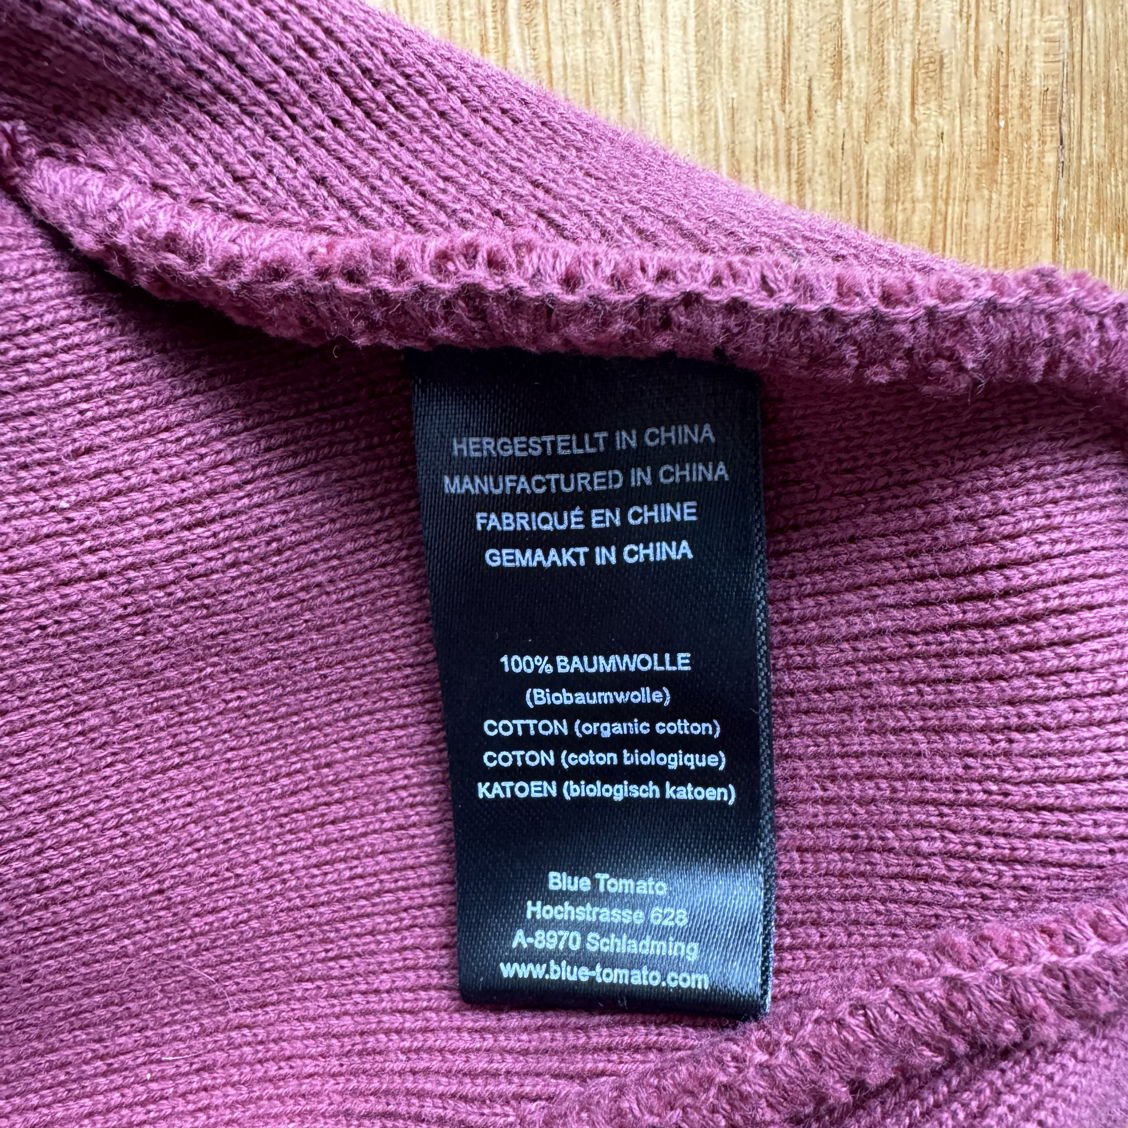 HERGESTELLT IN CHINA
MANUFACTURED IN CHINA
FABRIQUÉ EN CHINE
GEMAAKT IN CHINA
100% BAUMWOLLE
(Biobaumwolle)
COTTON (organic cotton)
COTON (coton biologique)
KATOEN (biologisch katoen)
Blue Tomato
Hochstrasse 628
A-8970 Schladming
www.blue-tomato.com